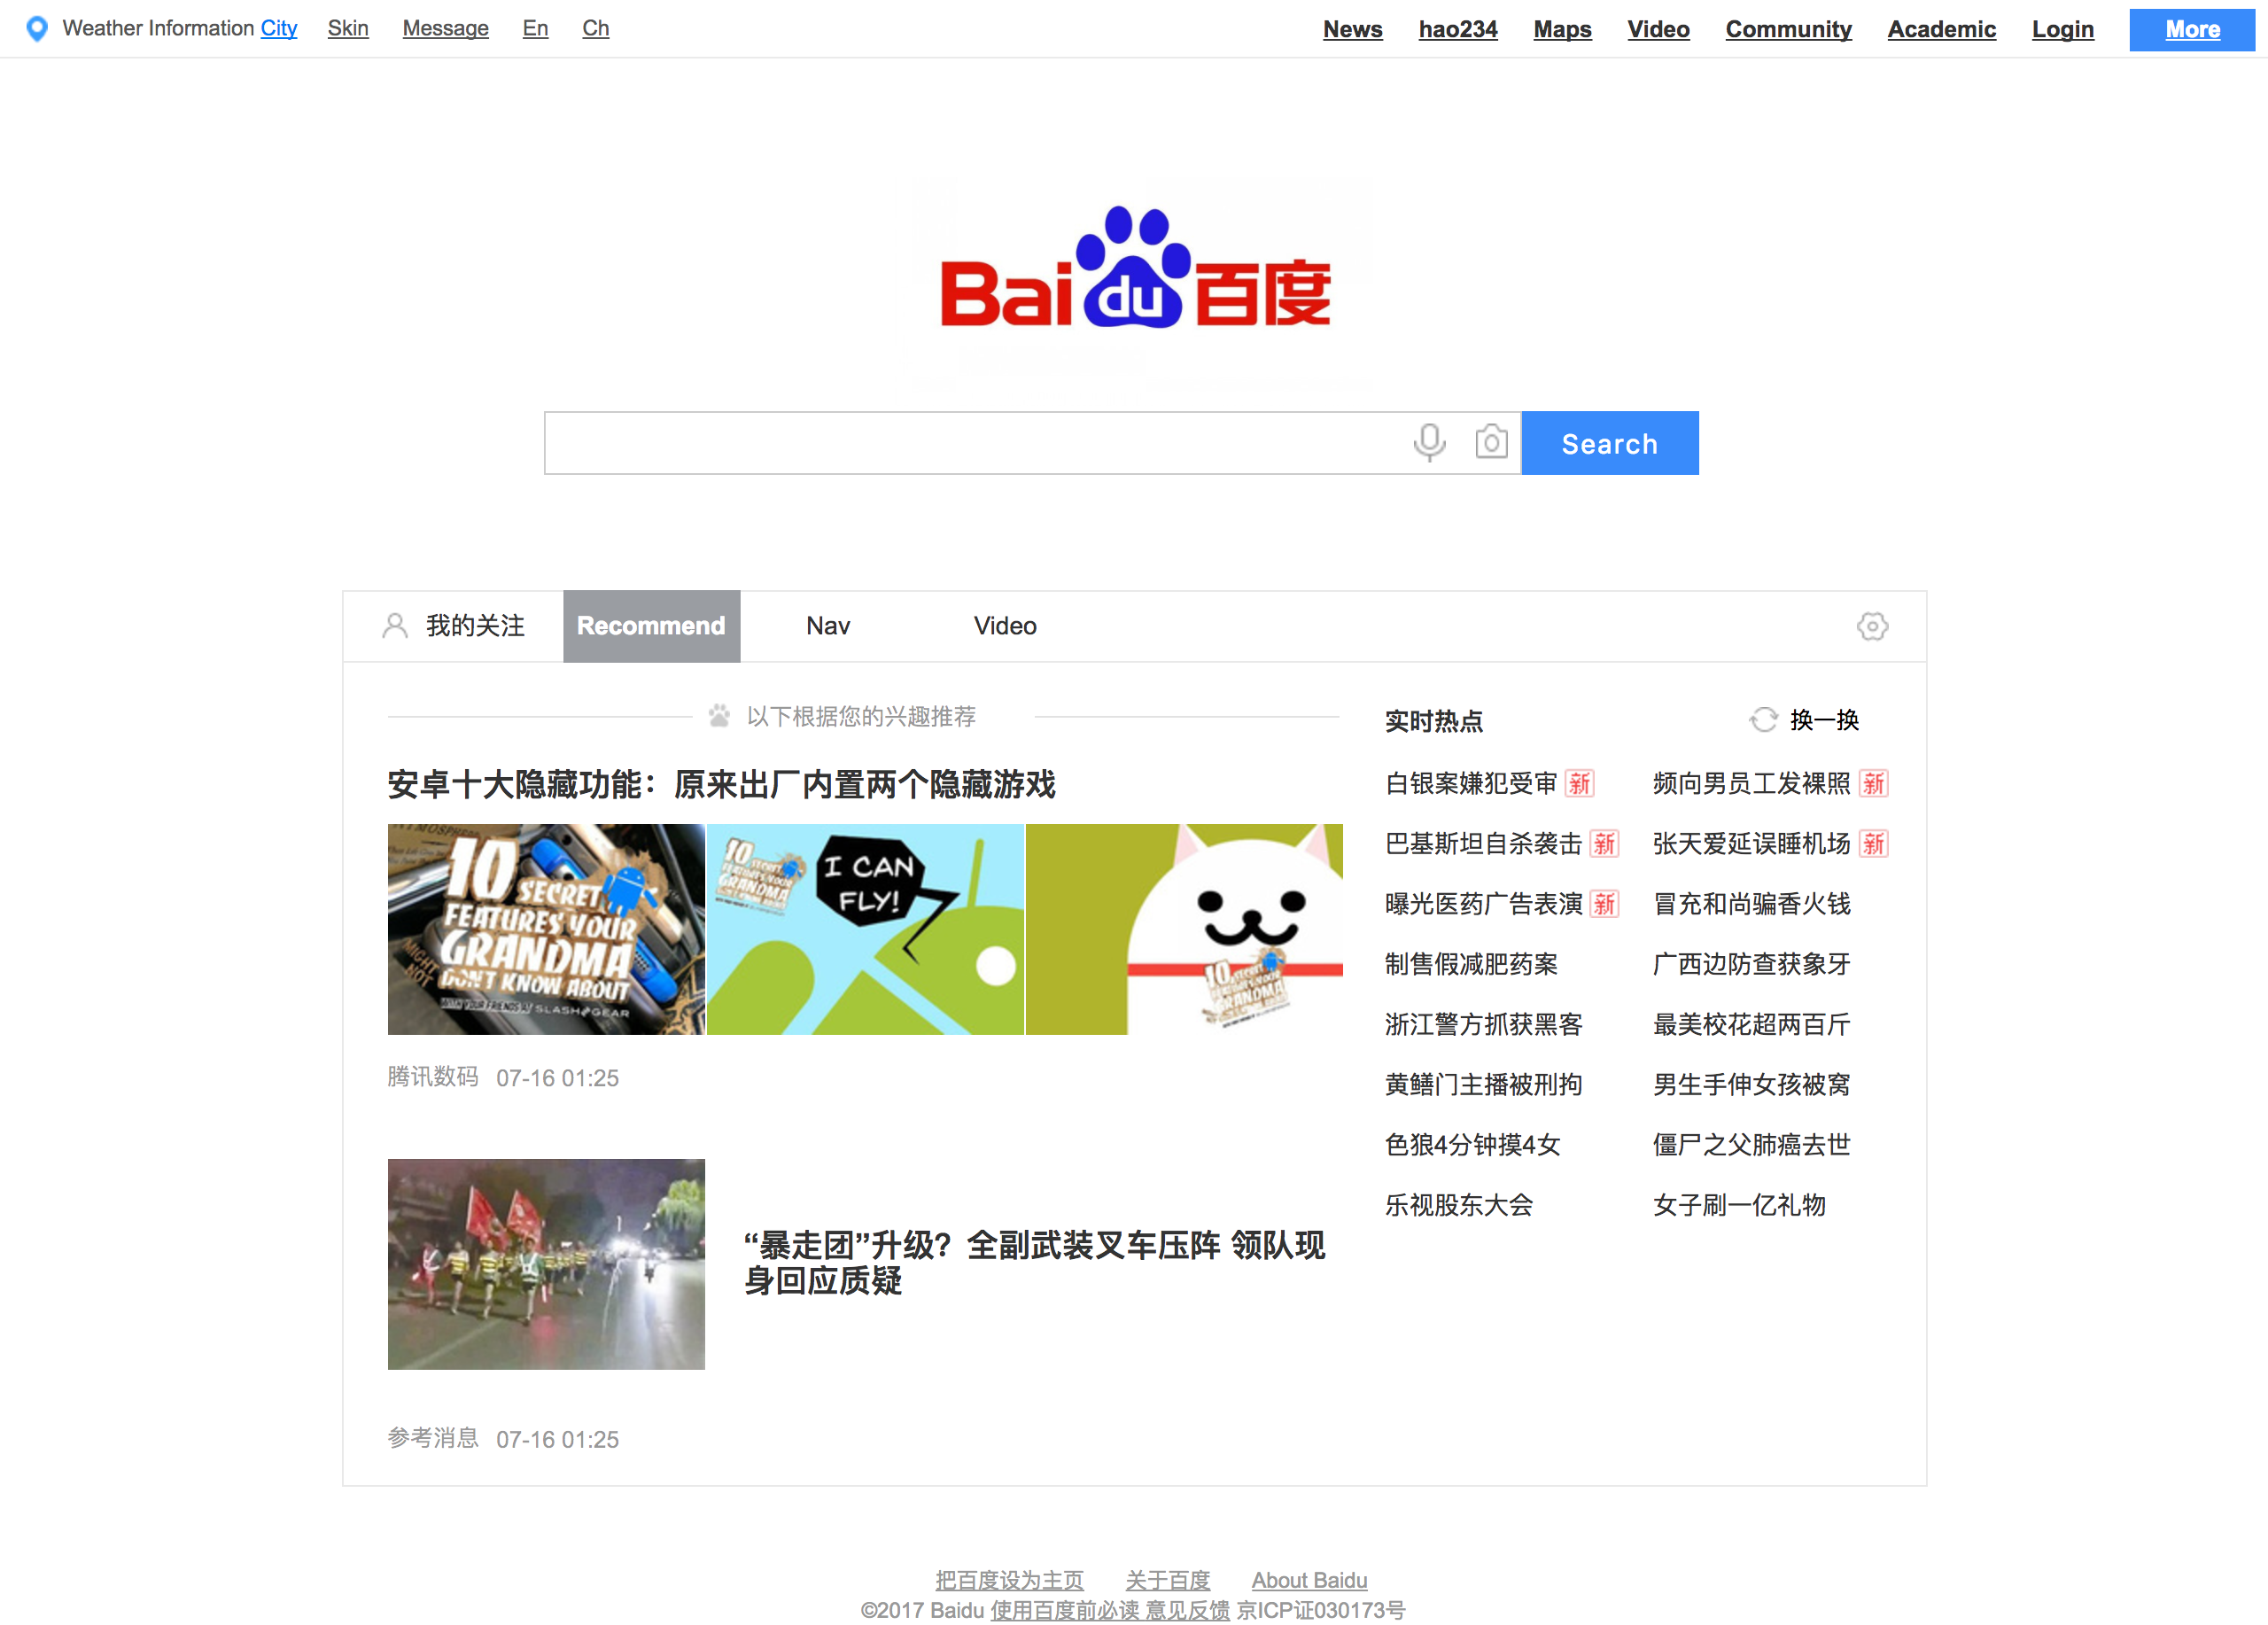 Weather Information City Skin Message En Ch
News hao234 Maps Video Community Academic Login More
Bai du 百度
Search
我的关注 Recommend Nav Video
以下根据您的兴趣推荐
安卓十大隐藏功能：原来出厂内置两个隐藏游戏
10 SECRET
FEATURES YOUR
GRANDMA
MIGHT NOT
DON'T KNOW ABOUT
WITH YOUR FRIENDS AT SLASHGEAR
I CAN
FLY!
腾讯数码 07-16 01:25
“暴走团”升级？全副武装叉车压阵 领队现
身回应质疑
参考消息 07-16 01:25
实时热点 换一换
白银案嫌犯受审 新 频向男员工发裸照 新
巴基斯坦自杀袭击 新 张天爱延误睡机场 新
曝光医药广告表演 新 冒充和尚骗香火钱
制售假减肥药案 广西边防查获象牙
浙江警方抓获黑客 最美校花超两百斤
黄鳝门主播被刑拘 男生手伸女孩被窝
色狼4分钟摸4女 僵尸之父肺癌去世
乐视股东大会 女子刷一亿礼物
把百度设为主页 关于百度 About Baidu
©2017 Baidu 使用百度前必读 意见反馈 京ICP证030173号